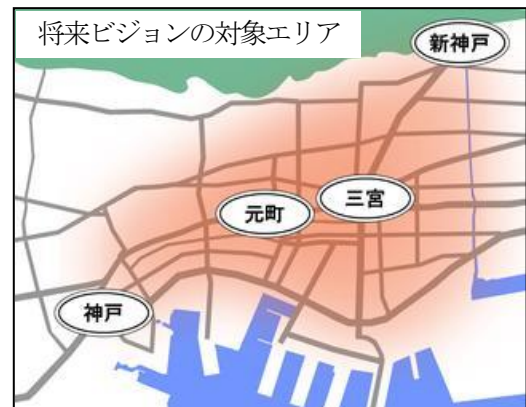 将来ビジョンの対象エリア
新神戸
三宮
元町
神戸